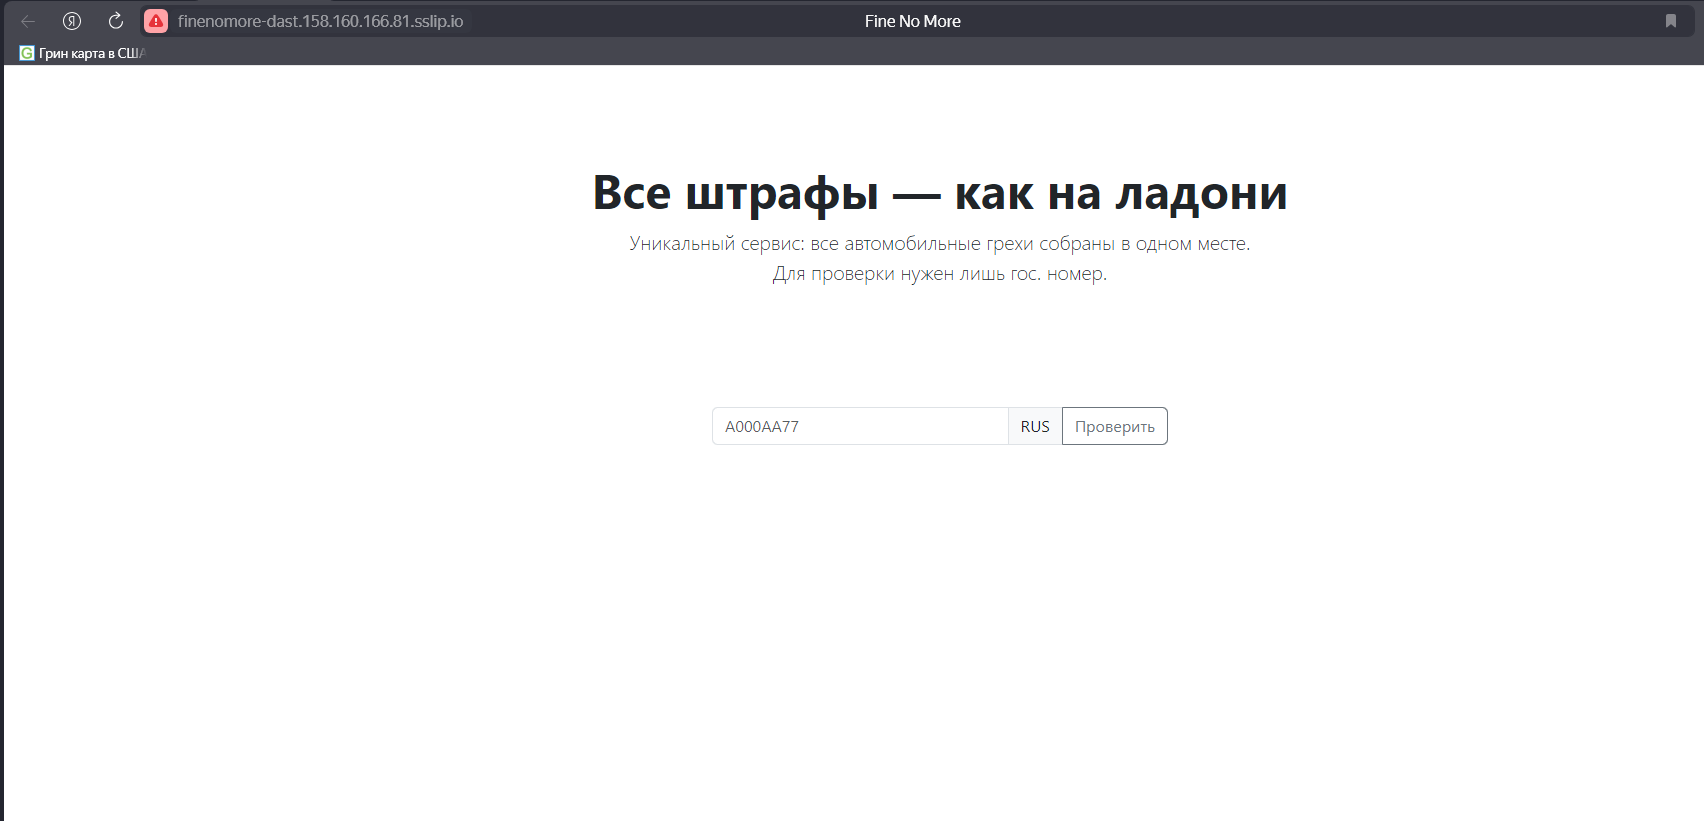 finenomore-dast.158.160.166.81.sslip.io
Fine No More
Грин карта в США
Все штрафы — как на ладони
Уникальный сервис: все автомобильные грехи собраны в одном месте.
Для проверки нужен лишь гос. номер.
A000AA77
RUS
Проверить